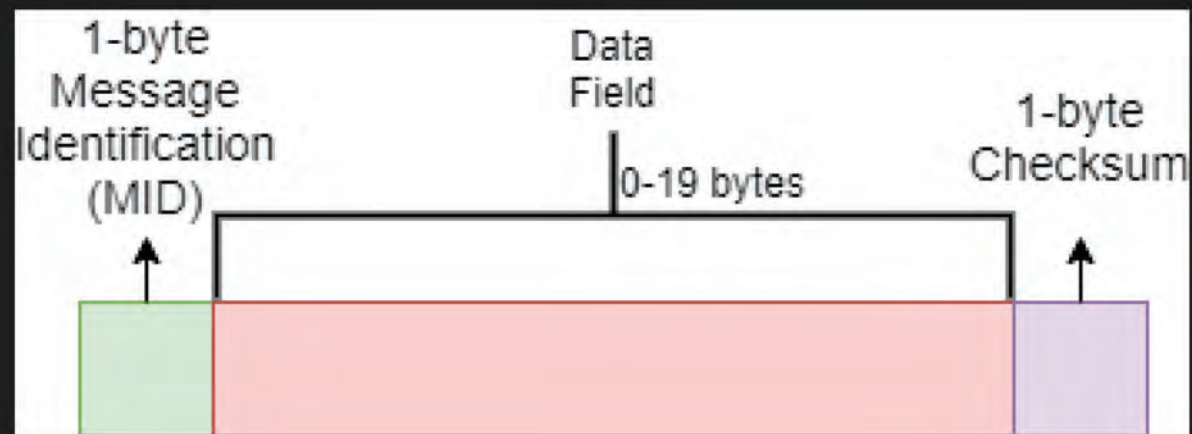 1-byte
Message
Identification
(MID)
Data
Field
0-19 bytes
1-byte
Checksum